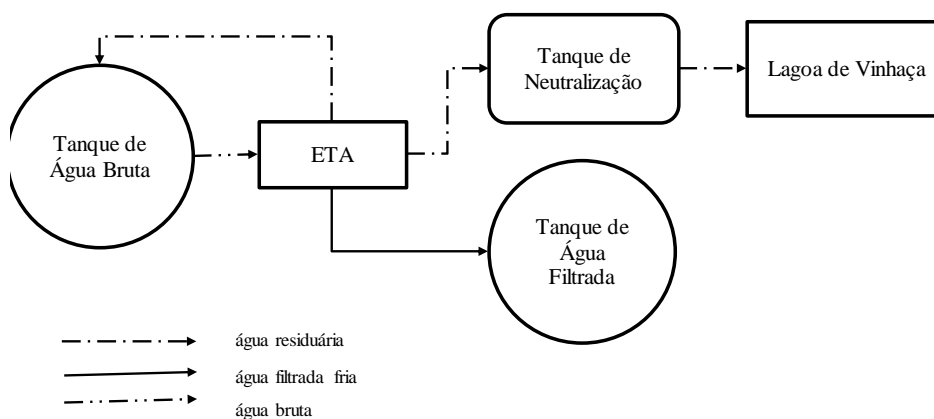 Tanque de
Neutralização
Lagoa de Vinhaça
Tanque de
Água Bruta
ETA
Tanque de
Água
Filtrada
água residuária
água filtrada fria
água bruta